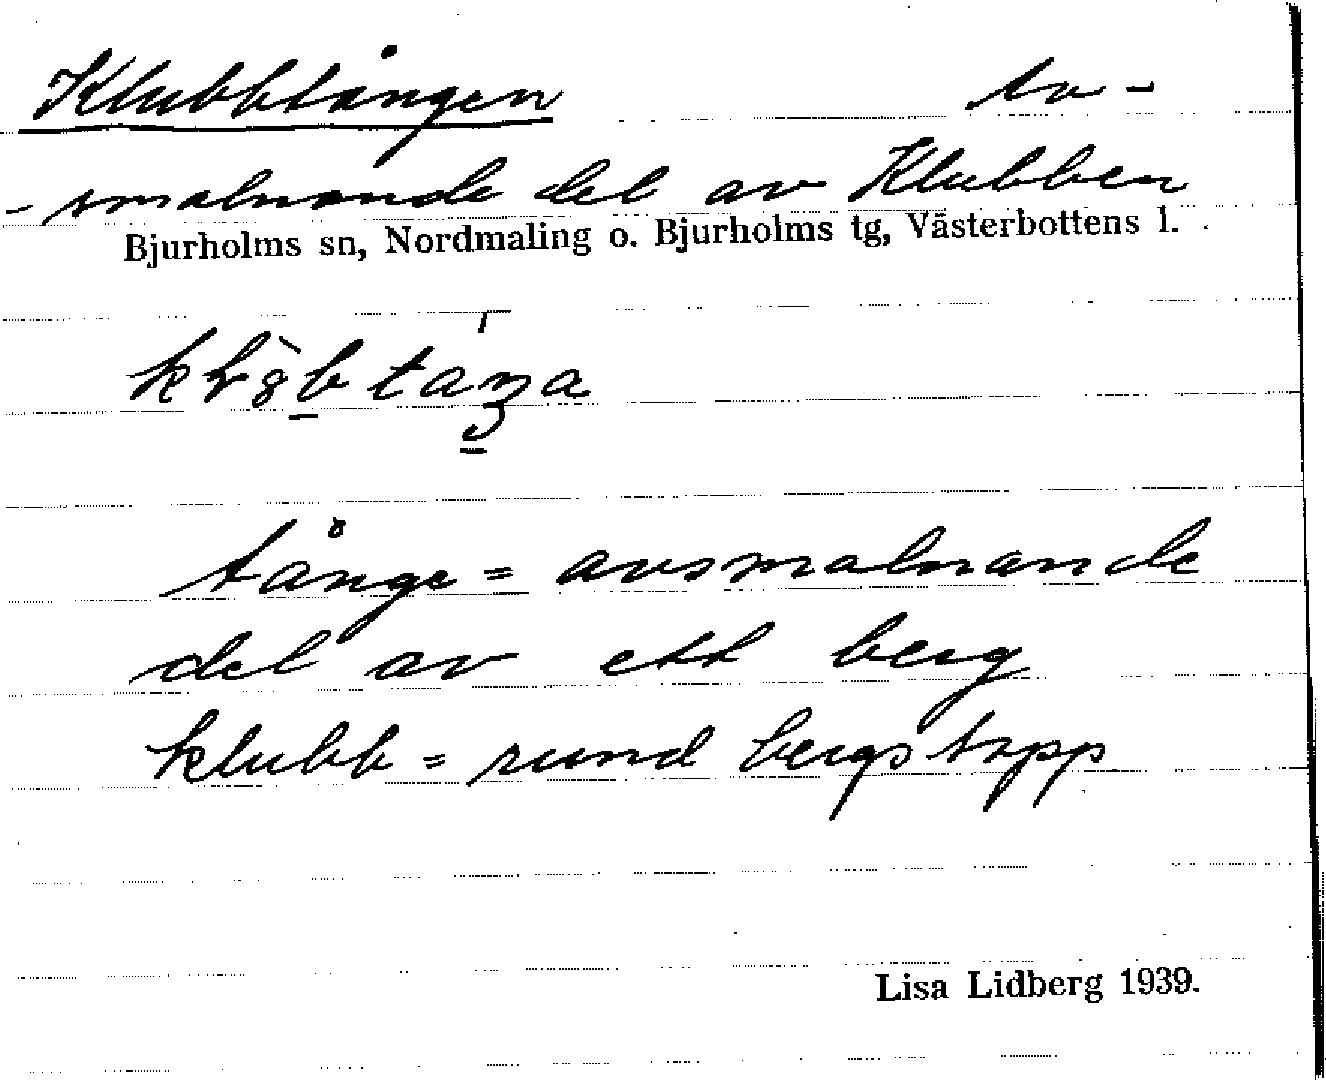 Klubbtången to-
- smalnande del av Klubben
Bjurholms sn, Nordmaling o. Bjurholms tg, Västerbottens l.
tånge = avsmalnande
del av ett berg
klubb = rund bergstopp
Lisa Lidberg 1939.